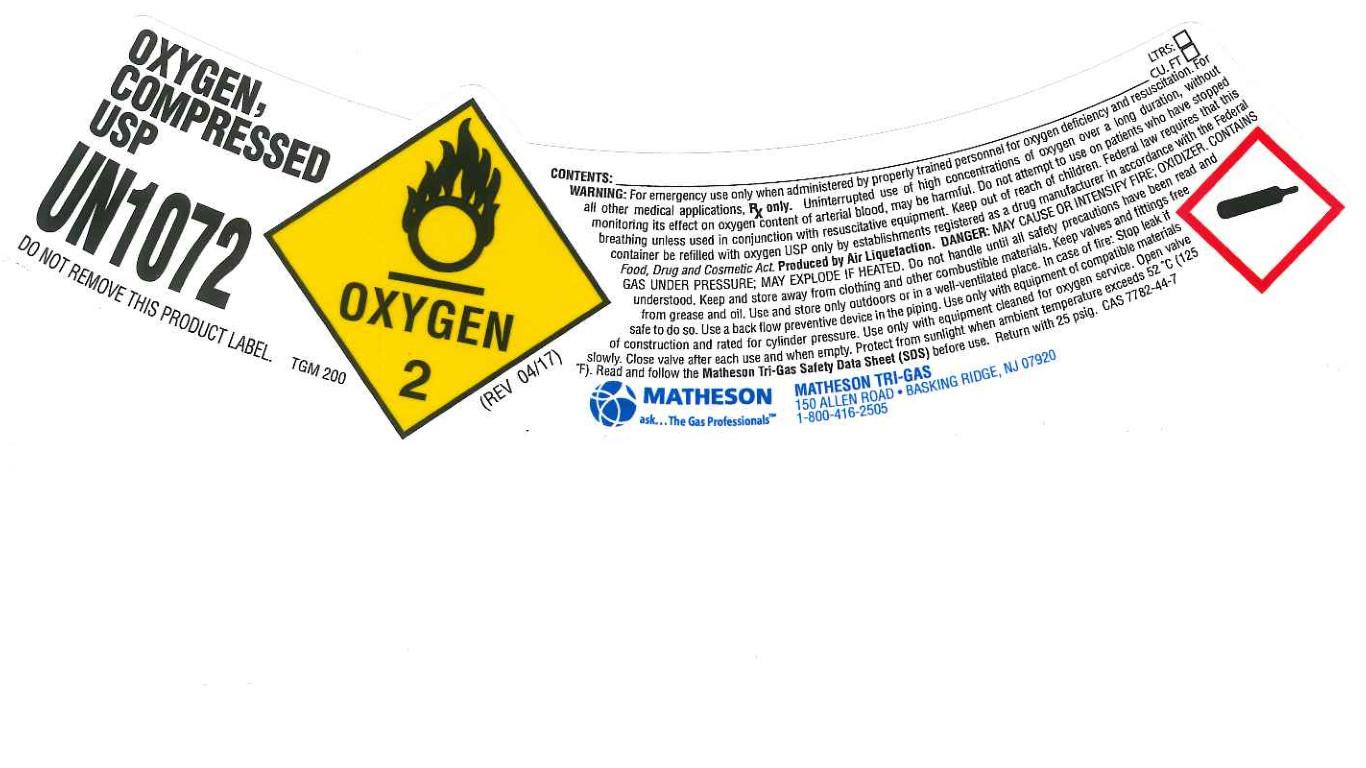 OXYGEN,
COMPRESSED
USP
UN1072
DO NOT REMOVE THIS PRODUCT LABEL. TGM 200
OXYGEN
2
(REV 04/17)
LTRS:
CU. FT
CONTENTS:
WARNING: For emergency use only when administered by properly trained personnel for oxygen deficiency and resuscitation. For
all other medical applications, ℞ only. Uninterrupted use of high concentrations of oxygen over a long duration, without
monitoring its effect on oxygen content of arterial blood, may be harmful. Do not attempt to use on patients who have stopped
breathing unless used in conjunction with resuscitative equipment. Keep out of reach of children. Federal law requires that this
container be refilled with oxygen USP only by establishments registered as a drug manufacturer in accordance with the Federal
Food, Drug and Cosmetic Act. Produced by Air Liquefaction. DANGER: MAY CAUSE OR INTENSIFY FIRE; OXIDIZER. CONTAINS
GAS UNDER PRESSURE; MAY EXPLODE IF HEATED. Do not handle until all safety precautions have been read and
understood. Keep and store away from clothing and other combustible materials. Keep valves and fittings free
from grease and oil. Use and store only outdoors or in a well-ventilated place. In case of fire: Stop leak if
safe to do so. Use a back flow preventive device in the piping. Use only with equipment of compatible materials
of construction and rated for cylinder pressure. Use only with equipment cleaned for oxygen service. Open valve
slowly. Close valve after each use and when empty. Protect from sunlight when ambient temperature exceeds 52 °C (125
°F). Read and follow the Matheson Tri-Gas Safety Data Sheet (SDS) before use. Return with 25 psig. CAS 7782-44-7
MATHESON
ask...The Gas Professionals™
MATHESON TRI-GAS
150 ALLEN ROAD • BASKING RIDGE, NJ 07920
1-800-416-2505